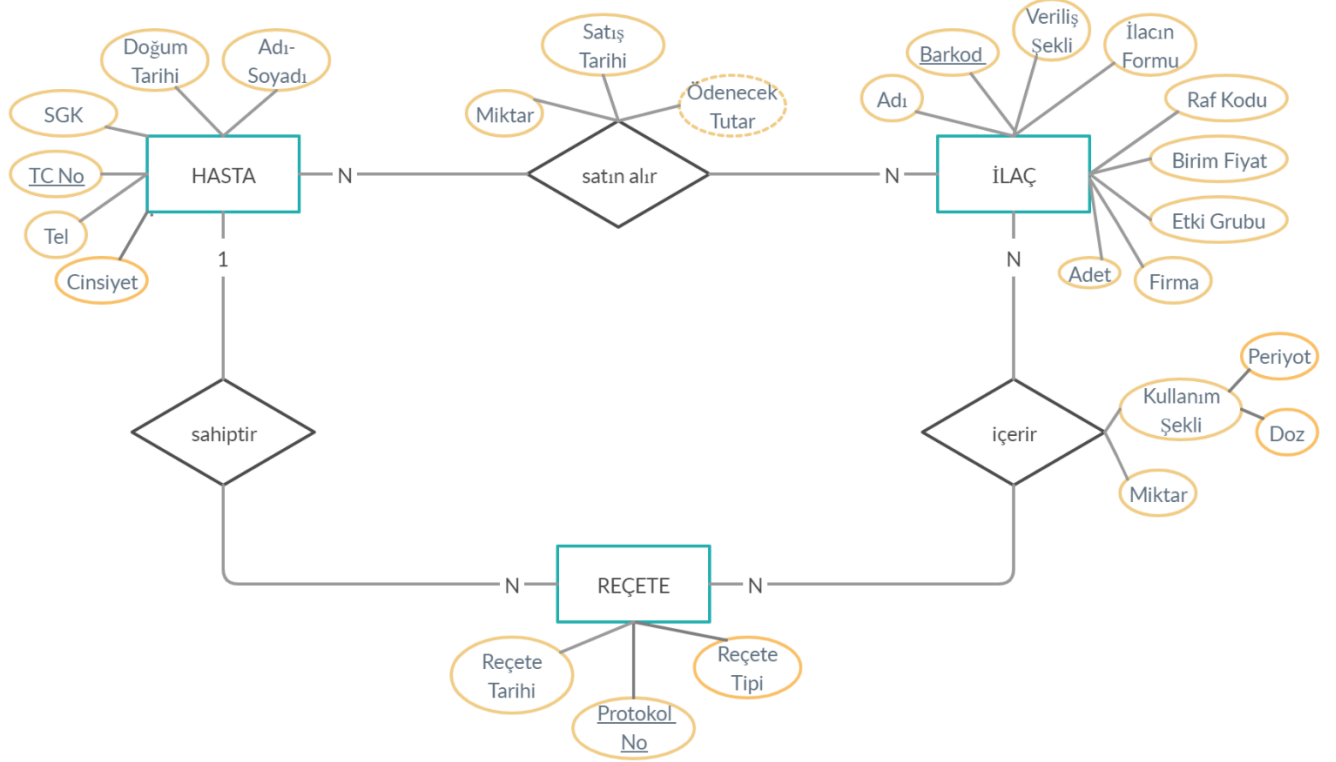 Doğum
Tarihi
Adı-
Soyadı
SGK
TC No
Tel
Cinsiyet
HASTA
N
Satış
Tarihi
Miktar
Ödenecek
Tutar
satın alır
N
Adı
Barkod
Veriliş
Şekli
İlacın
Formu
Raf Kodu
Birim Fiyat
Etki Grubu
Firma
Adet
İLAÇ
1
N
sahiptir
içerir
Kullanım
Şekli
Periyot
Doz
Miktar
N
REÇETE
N
Reçete
Tarihi
Protokol
No
Reçete
Tipi